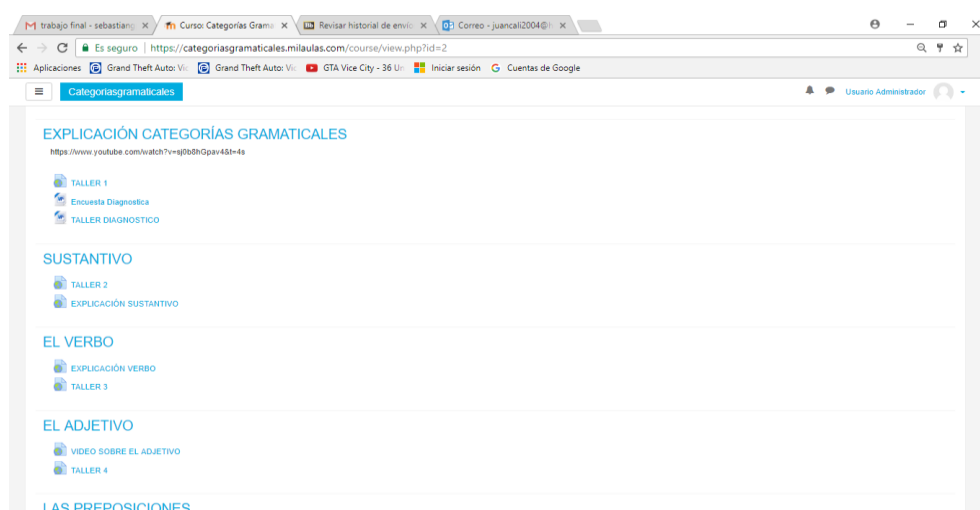 trabajo final - sebastiang
Curso: Categorías Grama
Revisar historial de envío
Correo - juancali2004@h
Es seguro https://categoriasgramaticales.milaulas.com/course/view.php?id=2
Aplicaciones Grand Theft Auto: Vic Grand Theft Auto: Vic GTA Vice City - 36 Un Iniciar sesión Cuentas de Google
Categoriasgramaticales Usuario Administrador
EXPLICACIÓN CATEGORÍAS GRAMATICALES
https://www.youtube.com/watch?v=sj0b8hGpav4&t=4s
TALLER 1
Encuesta Diagnostica
TALLER DIAGNOSTICO
SUSTANTIVO
TALLER 2
EXPLICACIÓN SUSTANTIVO
EL VERBO
EXPLICACIÓN VERBO
TALLER 3
EL ADJETIVO
VIDEO SOBRE EL ADJETIVO
TALLER 4
LAS PREPOSICIONES